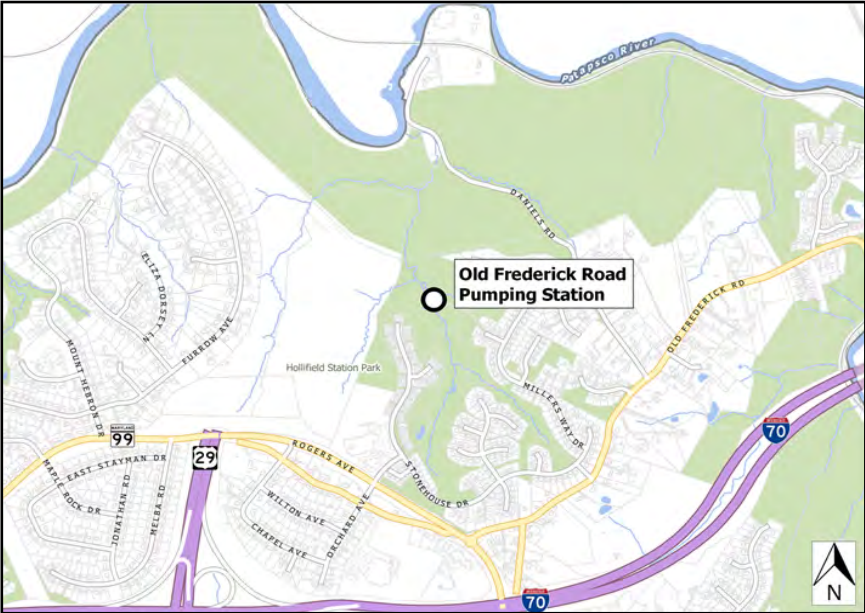 Patapsco River
DANIELS RD
ELIZA DORSEY LN
Old Frederick Road
Pumping Station
OLD FREDERICK RD
FURROW AVE
MOUNT HEBRON DR
Hollifield Station Park
MILLERS WAY DR
MARYLAND
99
29
70
ROGERS AVE
EAST STAYMAN DR
STONEHOUSE DR
MAPLE ROCK DR
JONATHAN RD
MELBA RD
WILTON AVE
ORCHARD AVE
CHAPEL AVE
70
N